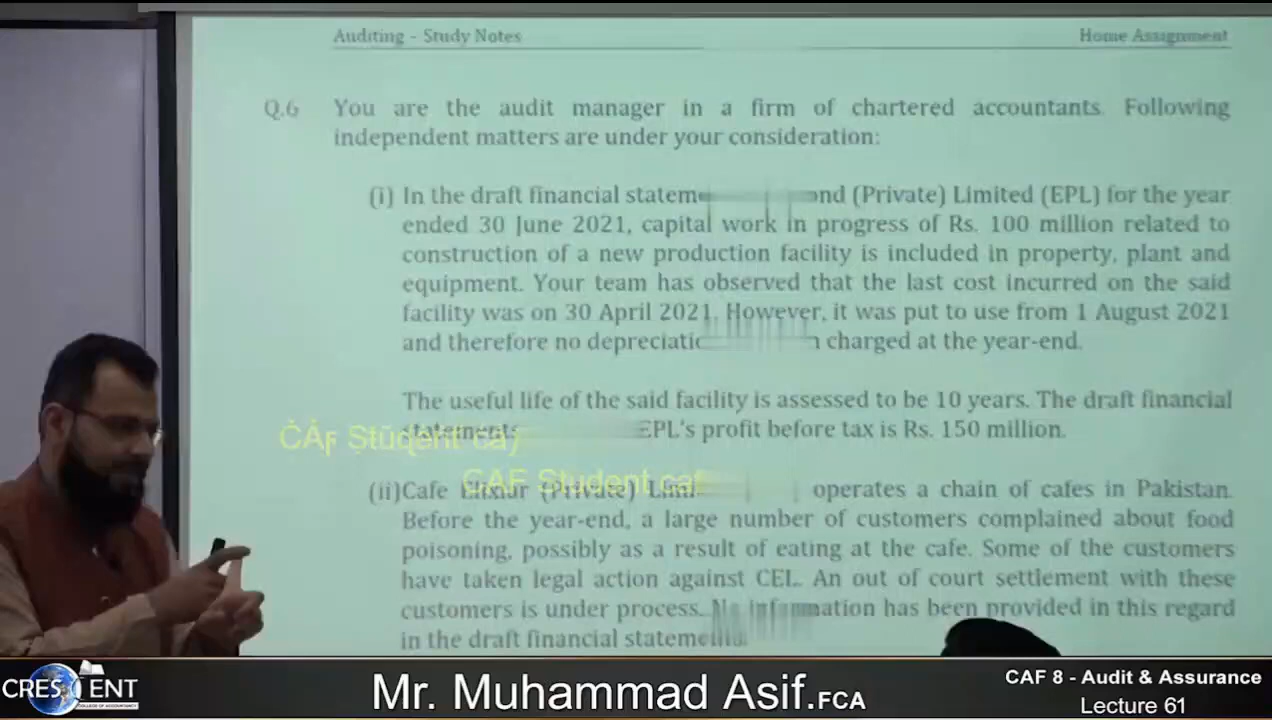 Auditing - Study Notes
Home Assignment
Q.6 You are the audit manager in a firm of chartered accountants. Following
independent matters are under your consideration:
(i) In the draft financial (Private) Limited (EPL) for the year
ended 30 June 2021, capital work in progress of Rs. 100 million related to
construction of a new production facility is included in property, plant and
equipment. Your team has observed that the last cost incurred on the said
facility was on 30 April 2021. However, it was put to use from 1 August 2021
and therefore no charged at the year-end.
The useful life of the said facility is assessed to be 10 years. The draft financial
statements EPL's profit before tax is Rs. 150 million.
(ii) Cafe (Private) operates a chain of cafes in Pakistan.
Before the year-end, a large number of customers complained about food
poisoning, possibly as a result of eating at the cafe. Some of the customers
have taken legal action against CEL. An out of court settlement with these
customers is under process. No information has been provided in this regard
in the draft financial
CAF Student
CRESCENT
COLLEGE OF ACCOUNTANCY
Mr. Muhammad Asif.FCA
CAF 8 - Audit & Assurance
Lecture 61